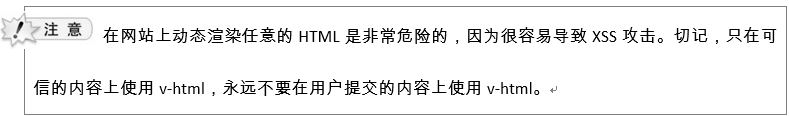 注 意
在网站上动态渲染任意的 HTML 是非常危险的，因为很容易导致 XSS 攻击。切记，只在可
信的内容上使用 v-html，永远不要在用户提交的内容上使用 v-html。